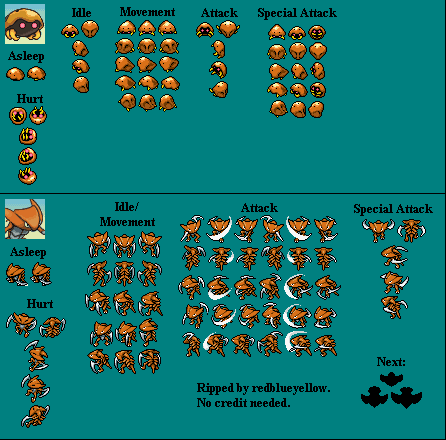 Idle
Movement
Attack
Special Attack
Asleep
Hurt
Idle/
Movement
Attack
Special Attack
Asleep
Hurt
Next:
Ripped by redblueyellow.
No credit needed.